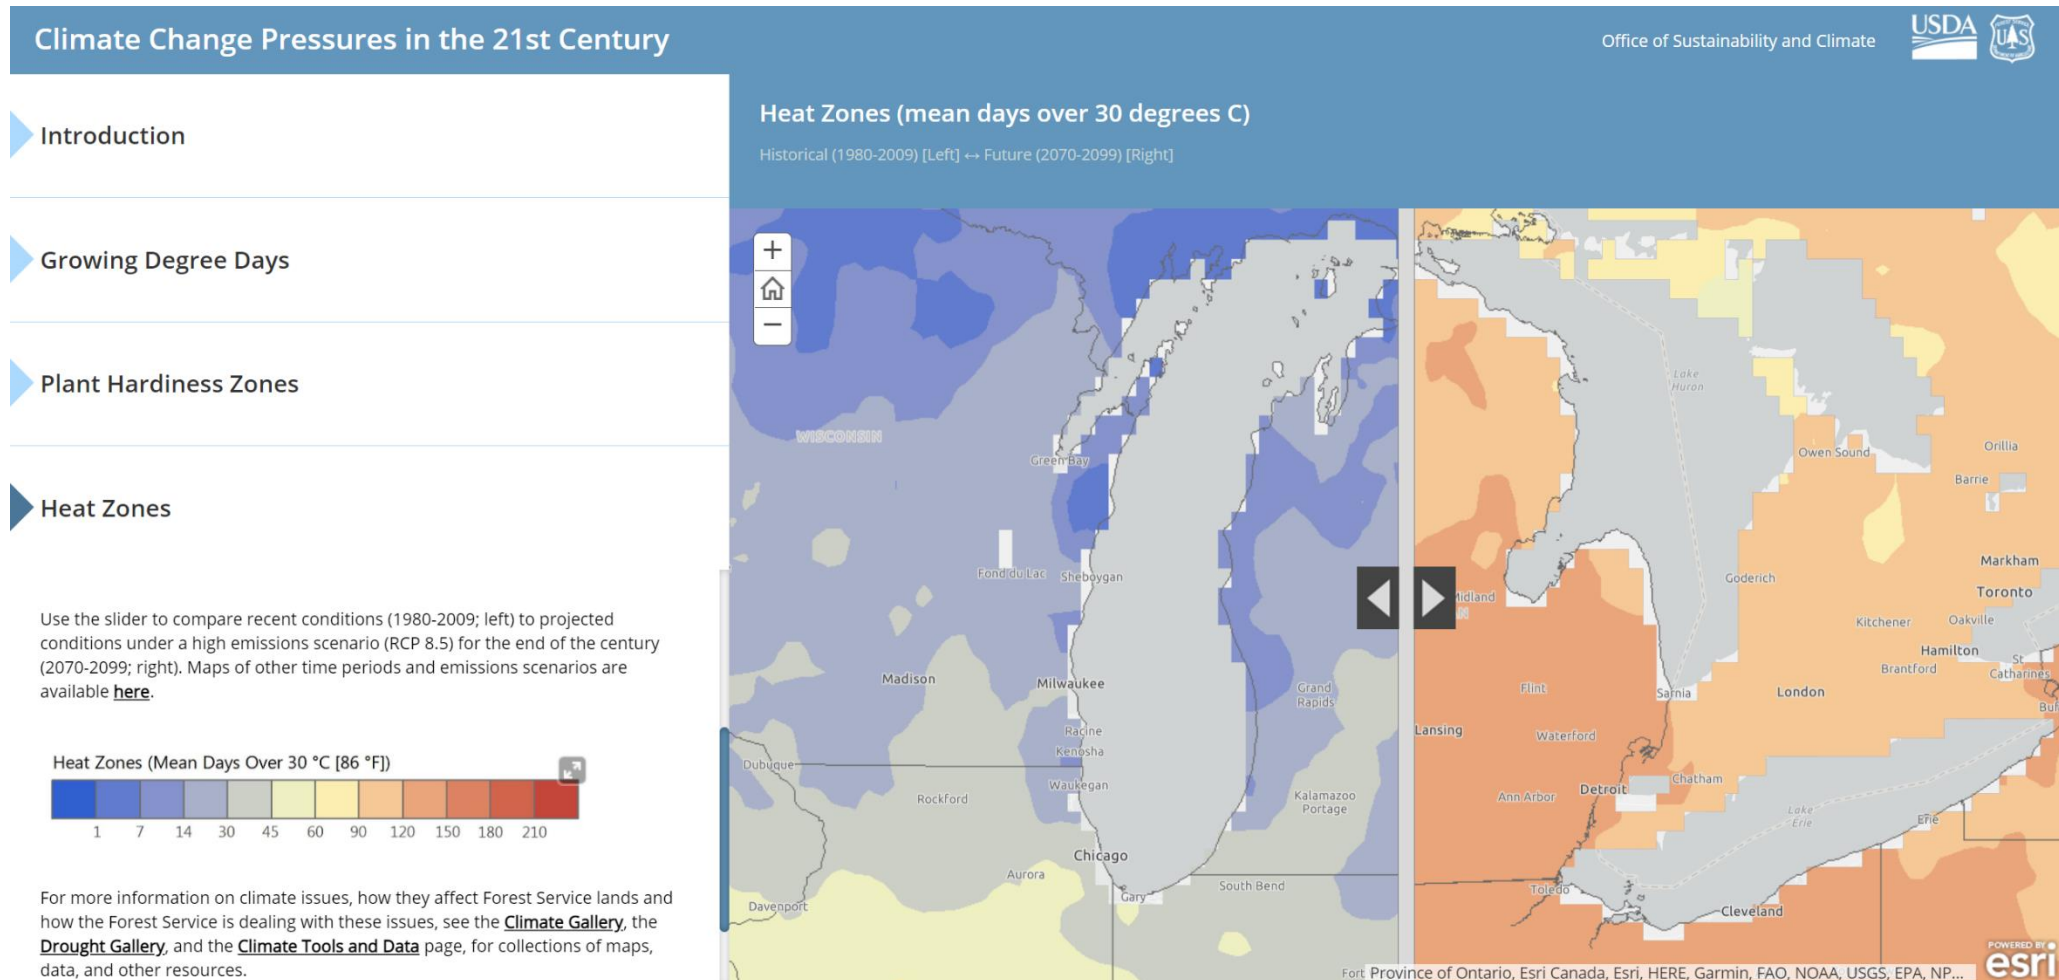 Climate Change Pressures in the 21st Century
Office of Sustainability and Climate
USDA
UAS
Introduction
Growing Degree Days
Plant Hardiness Zones
Heat Zones
Use the slider to compare recent conditions (1980-2009; left) to projected
conditions under a high emissions scenario (RCP 8.5) for the end of the century
(2070-2099; right). Maps of other time periods and emissions scenarios are
available here.
Heat Zones (Mean Days Over 30 °C [86 °F])
1 7 14 30 45 60 90 120 150 180 210
For more information on climate issues, how they affect Forest Service lands and
how the Forest Service is dealing with these issues, see the Climate Gallery, the
Drought Gallery, and the Climate Tools and Data page, for collections of maps,
data, and other resources.
Heat Zones (mean days over 30 degrees C)
Historical (1980-2009) [Left] ↔ Future (2070-2099) [Right]
+
−
WISCONSIN
Green Bay
Fond du Lac
Sheboygan
Madison
Milwaukee
Racine
Kenosha
Waukegan
Dubuque
Rockford
Chicago
Aurora
Gary
Davenport
South Bend
Grand
Rapids
Kalamazoo
Portage
Fort
Lake
Huron
Owen Sound
Orillia
Barrie
Midland
Goderich
Markham
Toronto
Kitchener
Oakville
Hamilton
Brantford
St
Catharines
Buf
Flint
Sarnia
London
Lansing
Waterford
Ann Arbor
Detroit
Chatham
Lake
Erie
Erie
Toledo
Cleveland
POWERED BY
esri
Province of Ontario, Esri Canada, Esri, HERE, Garmin, FAO, NOAA, USGS, EPA, NP...